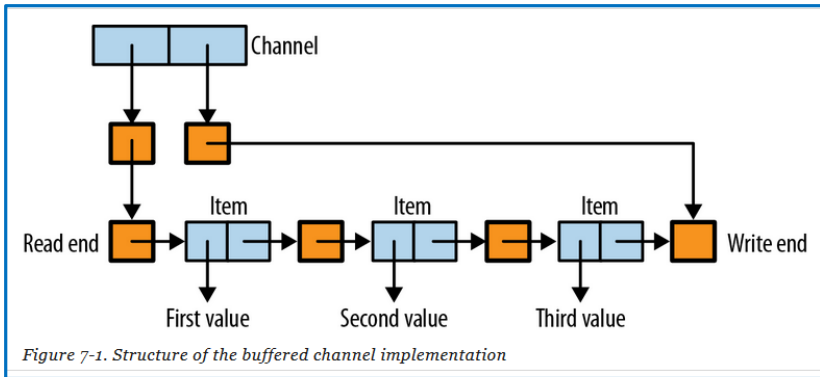 Channel
Item Item Item
Read end Write end
First value Second value Third value
Figure 7-1. Structure of the buffered channel implementation